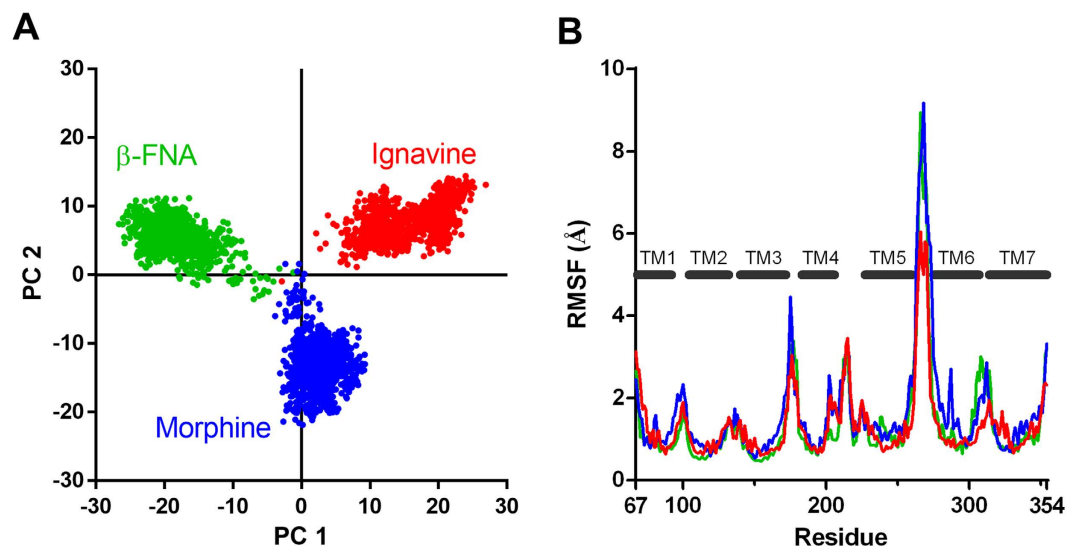 A
30
20
10
0
-10
-20
-30
-30 -20 -10 0 10 20 30
PC 2
PC 1
β-FNA
Ignavine
Morphine
B
10
8
6
4
2
0
67 100 200 300 354
RMSF (Å)
Residue
TM1 TM2 TM3 TM4 TM5 TM6 TM7